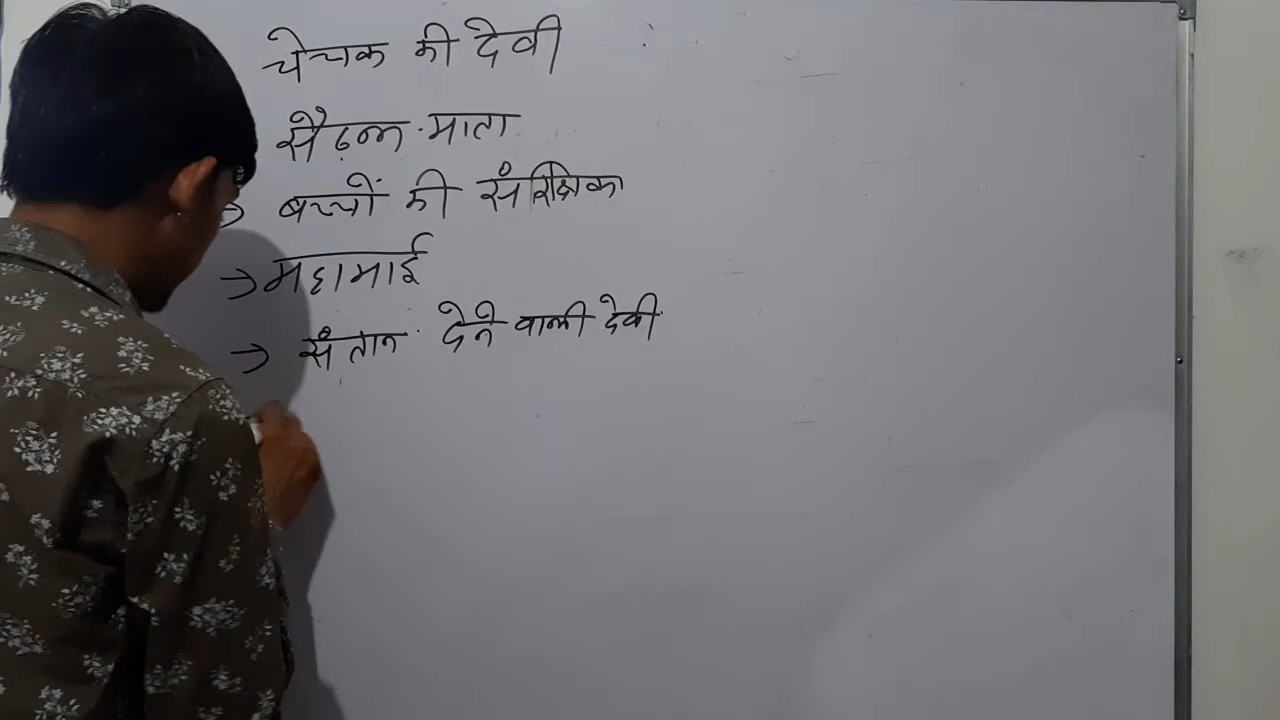 चेचक की देवी
सैढ़ल माता
बच्चों की संरक्षिका
→ महामाई
→ संतान देने वाली देवी